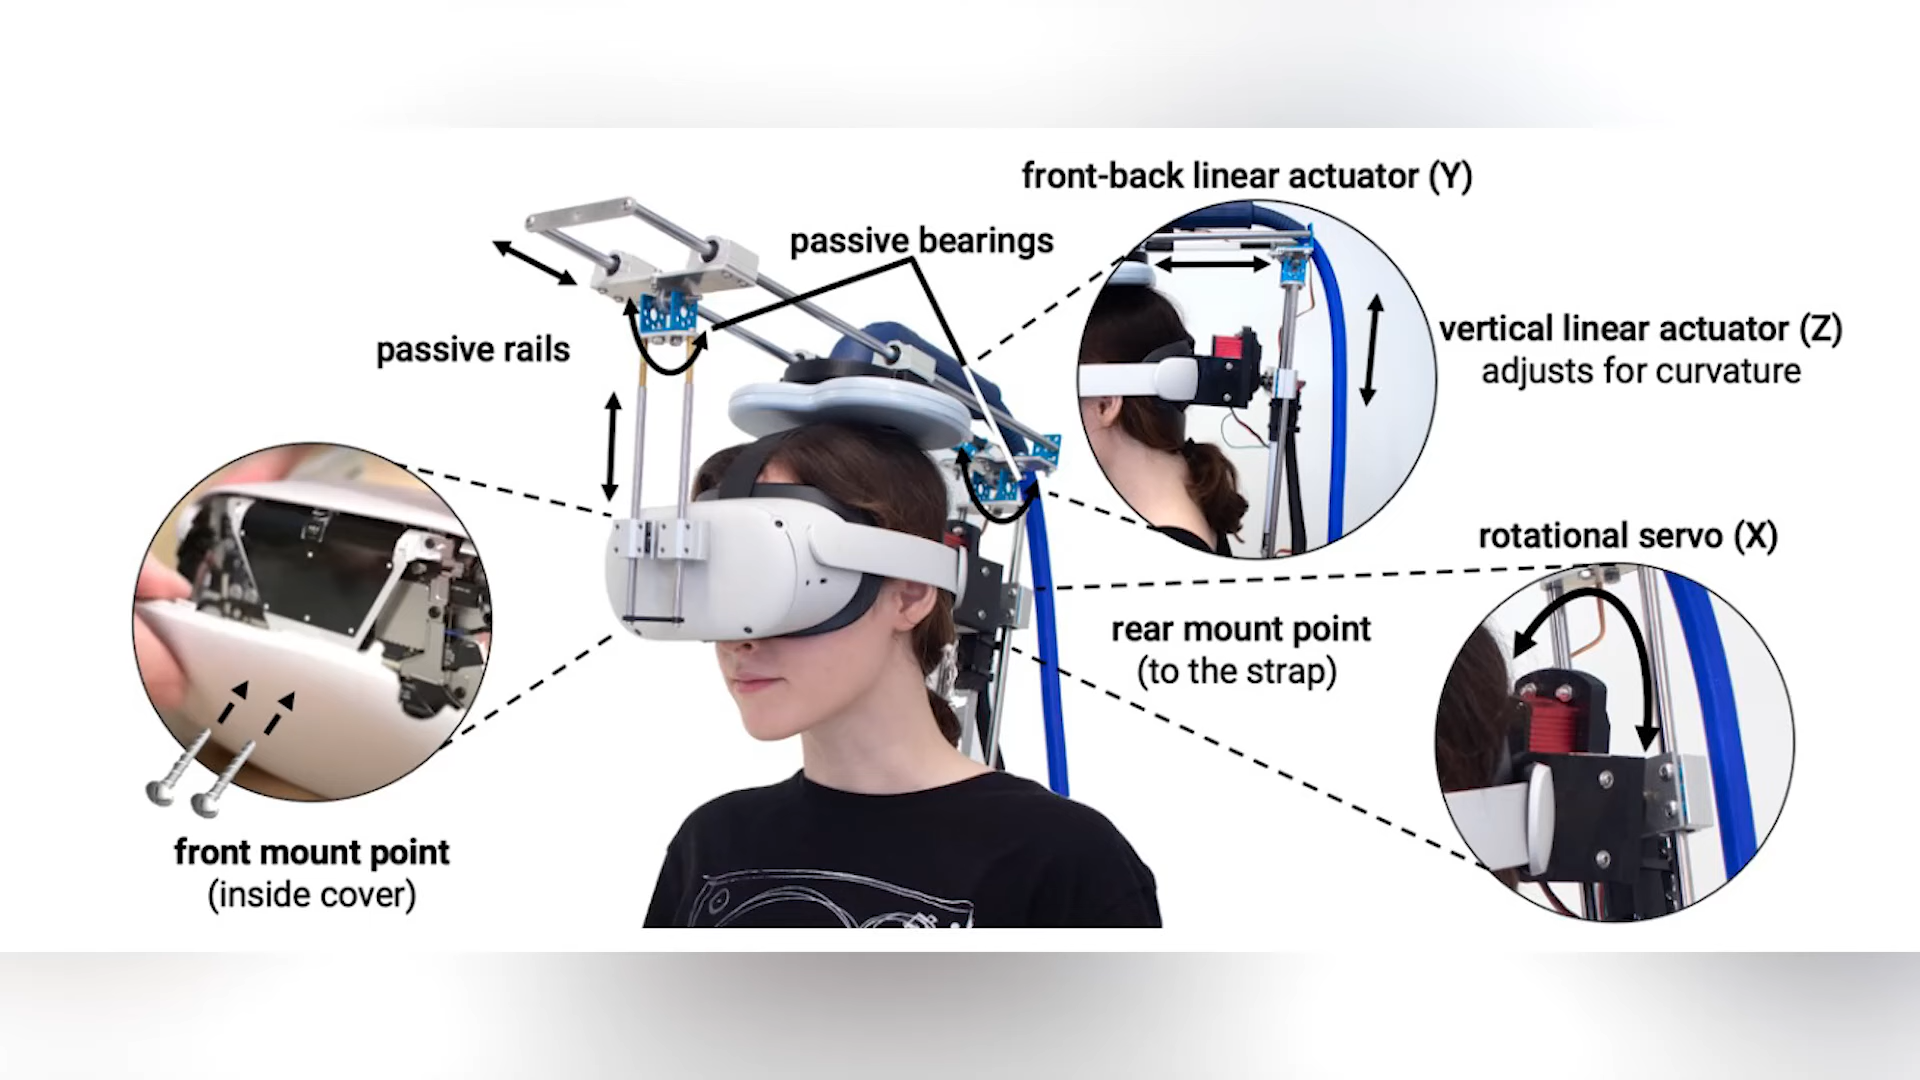 front-back linear actuator (Y)
passive bearings
passive rails
vertical linear actuator (Z)
adjusts for curvature
rotational servo (X)
rear mount point
(to the strap)
front mount point
(inside cover)